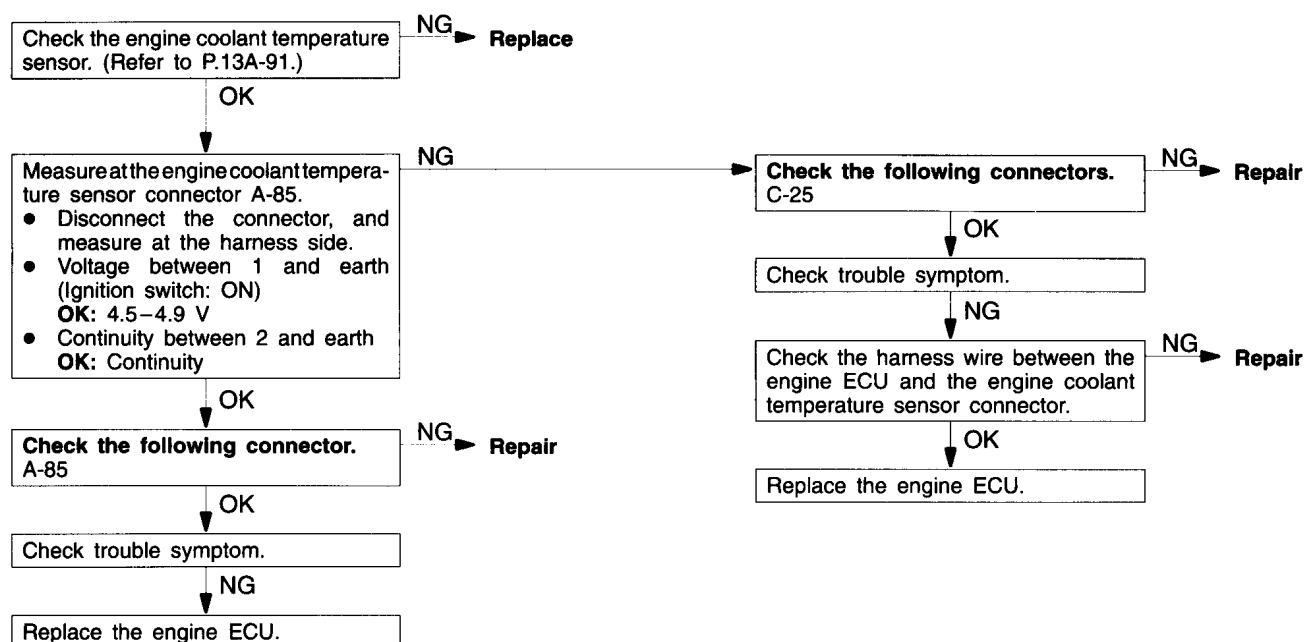 Check the engine coolant temperature
sensor. (Refer to P.13A-91.)
NG
Replace
OK
Measure at the engine coolant tempera-
ture sensor connector A-85.
● Disconnect the connector, and
measure at the harness side.
● Voltage between 1 and earth
(Ignition switch: ON)
OK: 4.5–4.9 V
● Continuity between 2 and earth
OK: Continuity
NG
OK
Check the following connector.
A-85
NG
Repair
OK
Check trouble symptom.
NG
Replace the engine ECU.
Check the following connectors.
C-25
NG
Repair
OK
Check trouble symptom.
NG
Check the harness wire between the
engine ECU and the engine coolant
temperature sensor connector.
NG
Repair
OK
Replace the engine ECU.